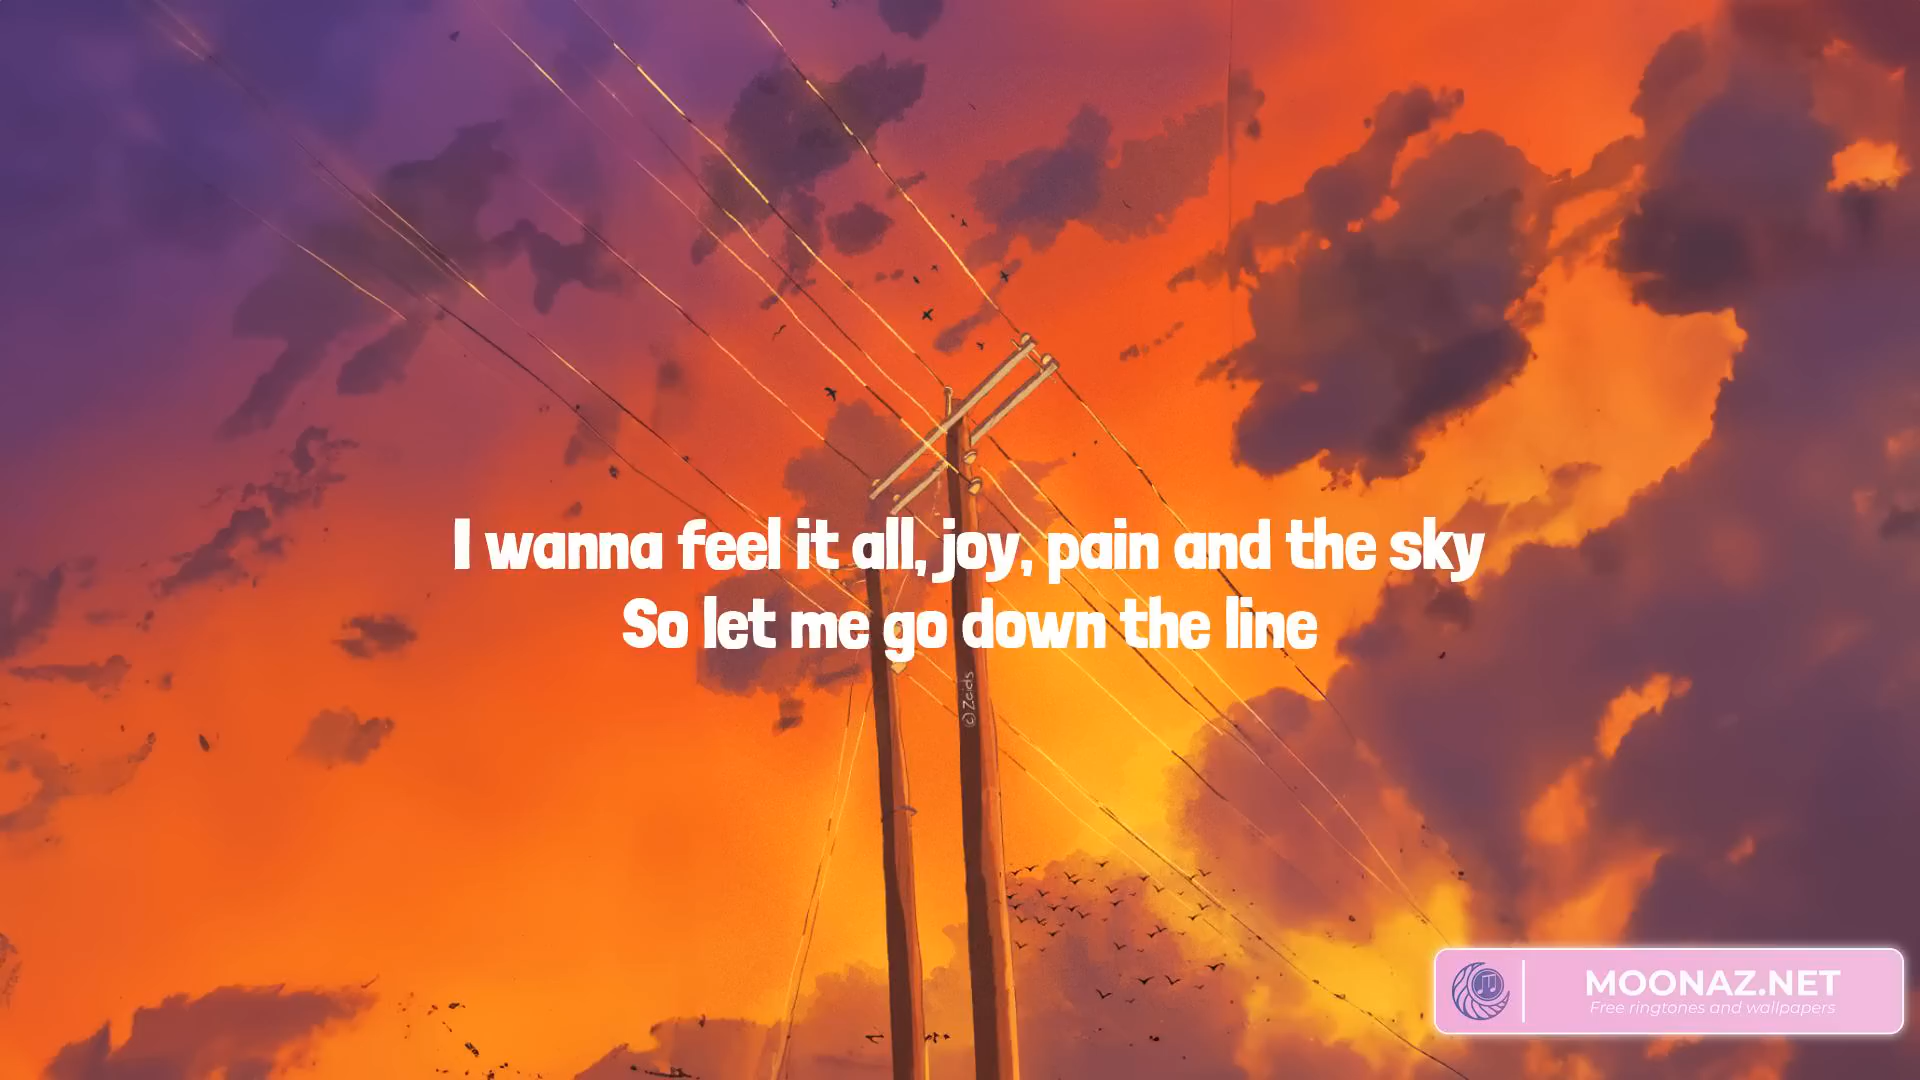 I wanna feel it all, joy, pain and the sky
So let me go down the line
© Zaids
MOONAZ.NET
Free ringtones and wallpapers